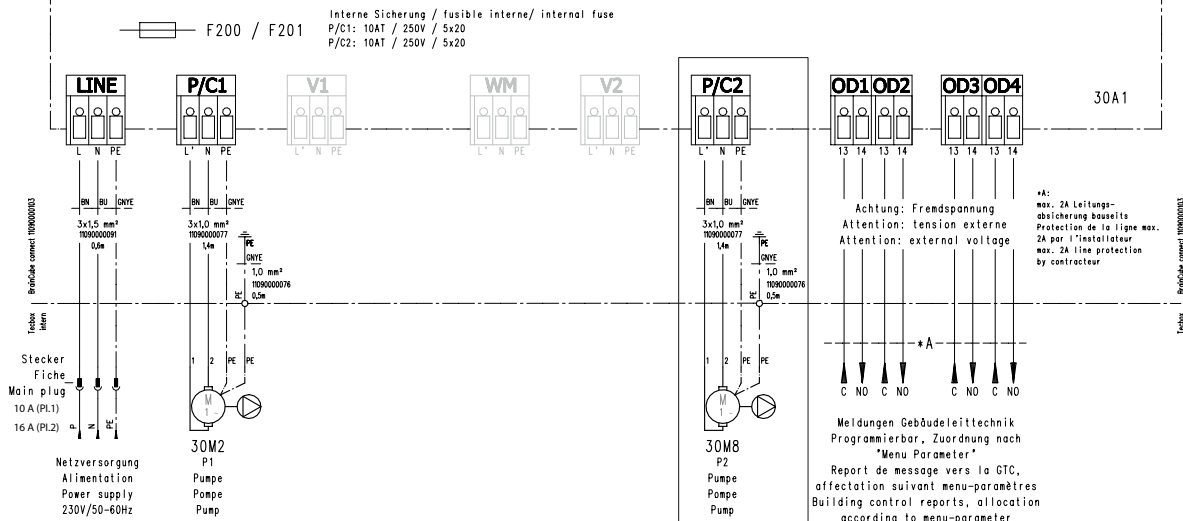 Interne Sicherung / fusible interne/ internal fuse
F200 / F201
P/C1: 10AT / 250V / 5x20
P/C2: 10AT / 250V / 5x20
LINE
P/C1
V1
WM
V2
P/C2
OD1 OD2
OD3 OD4
30A1
L N PE
L' N PE
L' N PE
L N PE
L' N PE
L' N PE
13 14 13 14
13 14 13 14
BN BU GNYE
3x1,5 mm²
11090000091
0,6m
BN BU GNYE
3x1,0 mm²
11090000077
1,4m
PE
GNYE
1,0 mm²
11090000076
0,5m
PE
BN BU GNYE
3x1,0 mm²
11090000077
1,4m
PE
GNYE
1,0 mm²
11090000076
0,5m
PE
Achtung: Fremdspannung
Attention: tension externe
Attention: external voltage
*A:
max. 2A Leitungs-
absicherung bauseits
Protection de la ligne max.
2A par l'installateur
max. 2A line protection
by contracteur
BrainCube connect 11090000103
Tecbox
intern
BrainCube connect 11090000103
Tecbox
*A
Stecker
Fiche
Main plug
10 A (Pl.1)
16 A (Pl.2)
P N PE
Netzversorgung
Alimentation
Power supply
230V/50-60Hz
1 2 PE PE
M
1 ~
30M2
P1
Pumpe
Pompe
Pump
1 2 PE PE
M
1 ~
30M8
P2
Pumpe
Pompe
Pump
C NO C NO
C NO C NO
Meldungen Gebäudeleittechnik
Programmierbar, Zuordnung nach
"Menu Parameter"
Report de message vers la GTC,
affectation suivant menu-paramètres
Building control reports, allocation
according to menu-parameter